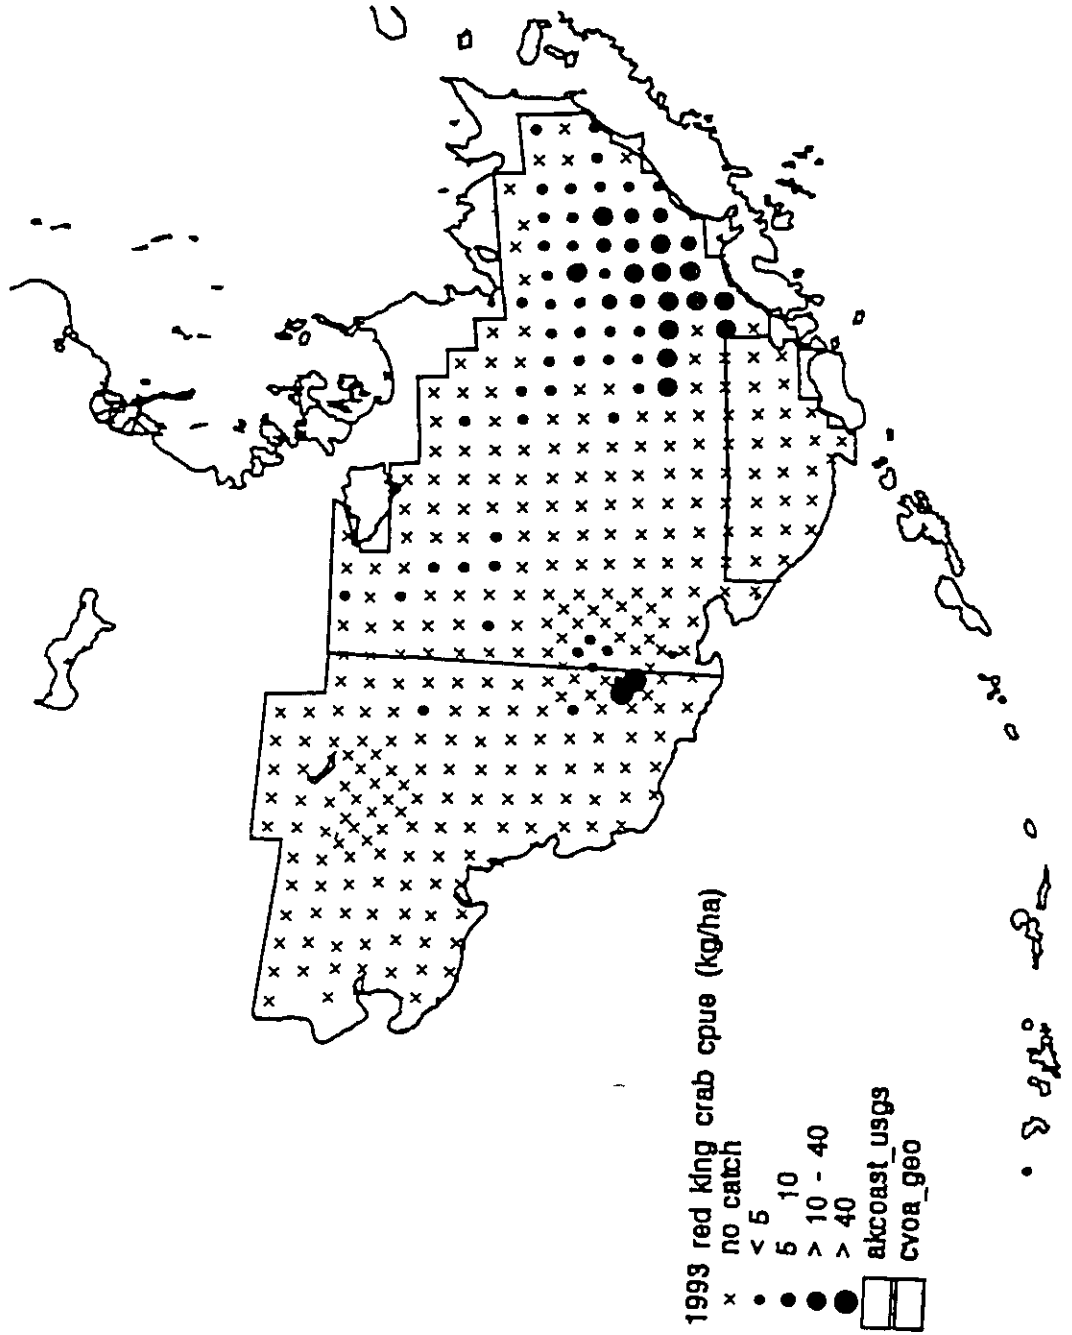 1993 red king crab cpue (kg/ha)
no catch
< 5
5 10
> 10 - 40
> 40
akcoast_usgs
cvoa_geo